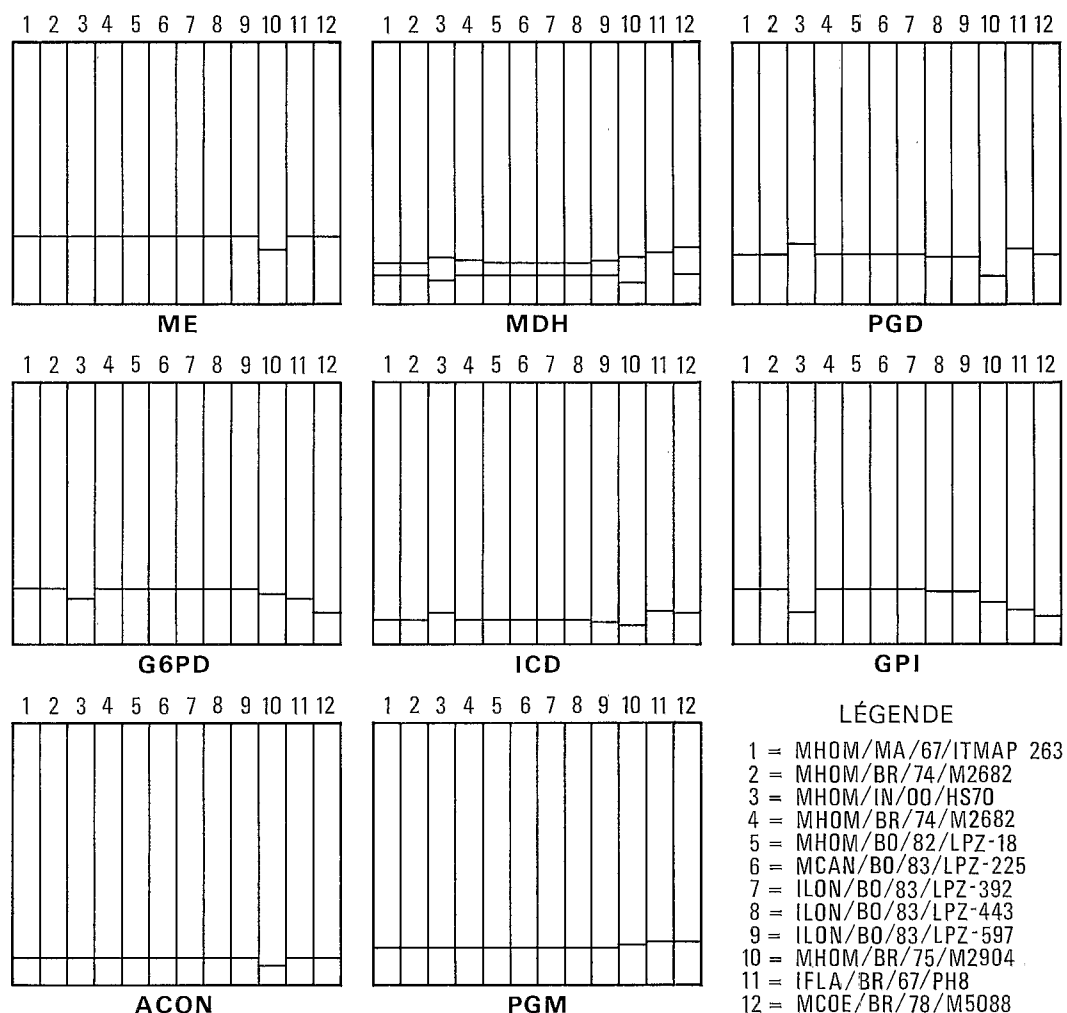 1 2 3 4 5 6 7 8 9 10 11 12
1 2 3 4 5 6 7 8 9 10 11 12
1 2 3 4 5 6 7 8 9 10 11 12
ME
MDH
PGD
1 2 3 4 5 6 7 8 9 10 11 12
1 2 3 4 5 6 7 8 9 10 11 12
1 2 3 4 5 6 7 8 9 10 11 12
G6PD
ICD
GPI
1 2 3 4 5 6 7 8 9 10 11 12
1 2 3 4 5 6 7 8 9 10 11 12
ACON
PGM
LÉGENDE
1 = MHOM/MA/67/ITMAP 263
2 = MHOM/BR/74/M2682
3 = MHOM/IN/00/HS70
4 = MHOM/BR/74/M2682
5 = MHOM/BO/82/LPZ-18
6 = MCAN/BO/83/LPZ-225
7 = ILON/BO/83/LPZ-392
8 = ILON/BO/83/LPZ-443
9 = ILON/BO/83/LPZ-597
10 = MHOM/BR/75/M2904
11 = IFLA/BR/67/PH8
12 = MCOE/BR/78/M5088